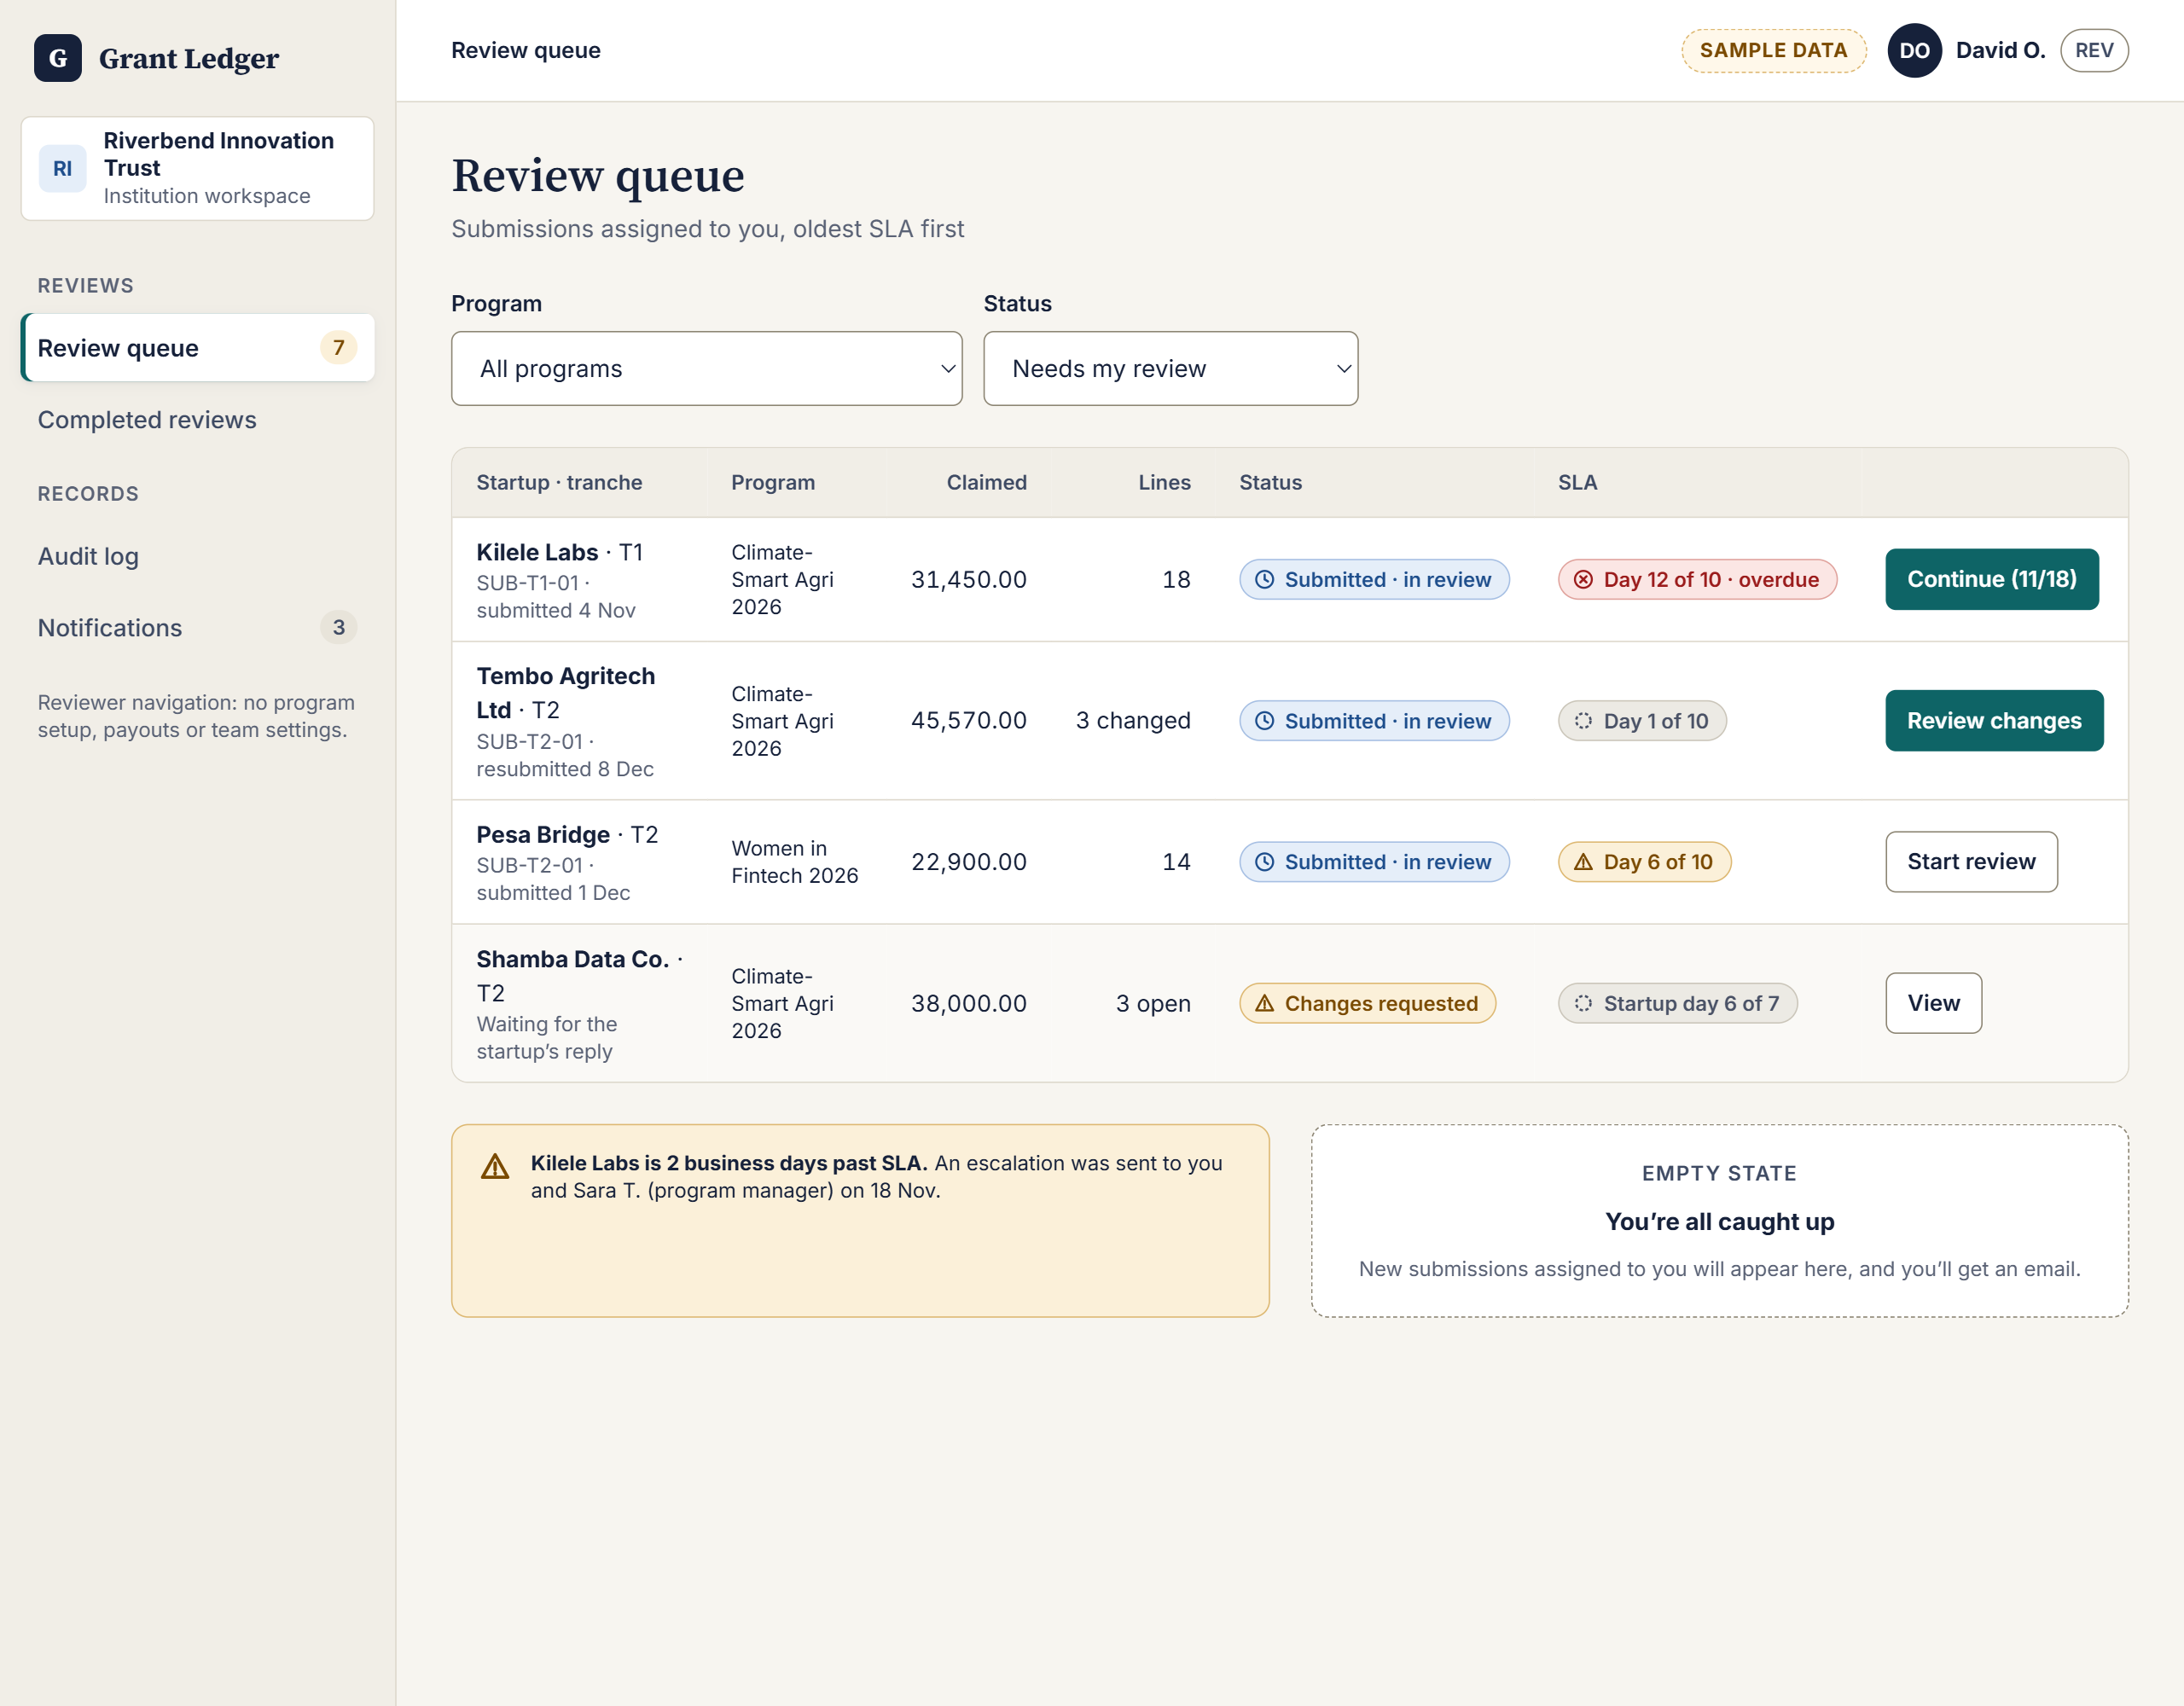 G Grant Ledger
RI
Riverbend Innovation
Trust
Institution workspace
REVIEWS
Review queue 7
Completed reviews
RECORDS
Audit log
Notifications 3
Reviewer navigation: no program
setup, payouts or team settings.
Review queue
SAMPLE DATA
DO
David O.
REV
Review queue
Submissions assigned to you, oldest SLA first
Program
All programs
Status
Needs my review
Startup · tranche Program Claimed Lines Status SLA
Kilele Labs · T1
SUB-T1-01 ·
submitted 4 Nov
Climate-
Smart Agri
2026
31,450.00
18
Submitted · in review
Day 12 of 10 · overdue
Continue (11/18)
Tembo Agritech
Ltd · T2
SUB-T2-01 ·
resubmitted 8 Dec
Climate-
Smart Agri
2026
45,570.00
3 changed
Submitted · in review
Day 1 of 10
Review changes
Pesa Bridge · T2
SUB-T2-01 ·
submitted 1 Dec
Women in
Fintech 2026
22,900.00
14
Submitted · in review
Day 6 of 10
Start review
Shamba Data Co. ·
T2
Waiting for the
startup’s reply
Climate-
Smart Agri
2026
38,000.00
3 open
Changes requested
Startup day 6 of 7
View
Kilele Labs is 2 business days past SLA. An escalation was sent to you
and Sara T. (program manager) on 18 Nov.
EMPTY STATE
You’re all caught up
New submissions assigned to you will appear here, and you’ll get an email.